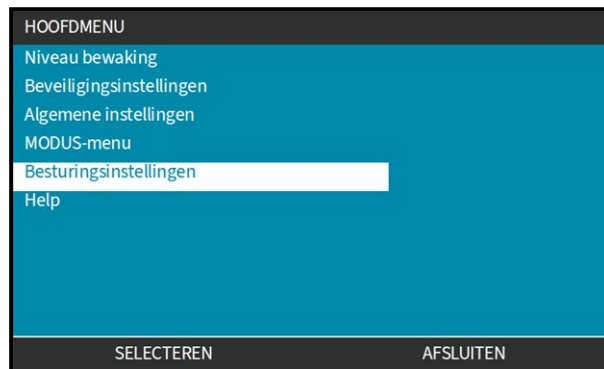 HOOFDMENU
Niveau bewaking
Beveiligingsinstellingen
Algemene instellingen
MODUS-menu
Besturingsinstellingen
Help
SELECTEREN AFSLUITEN